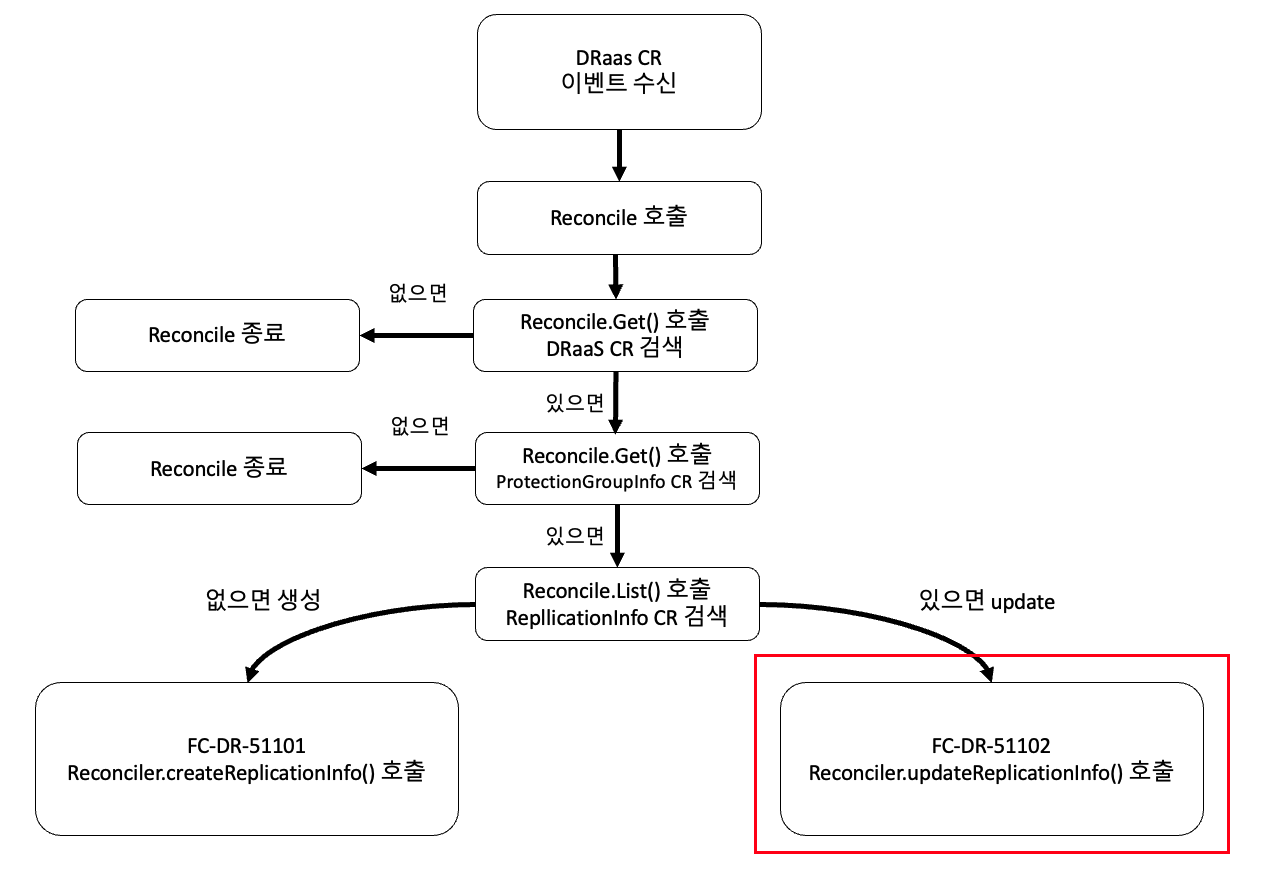 DRaas CR
이벤트 수신
Reconcile 호출
없으면
Reconcile.Get() 호출
DRaaS CR 검색
Reconcile 종료
있으면
없으면
Reconcile.Get() 호출
ProtectionGroupInfo CR 검색
Reconcile 종료
있으면
Reconcile.List() 호출
RepllicationInfo CR 검색
없으면 생성
있으면 update
FC-DR-51101
Reconciler.createReplicationInfo() 호출
FC-DR-51102
Reconciler.updateReplicationInfo() 호출